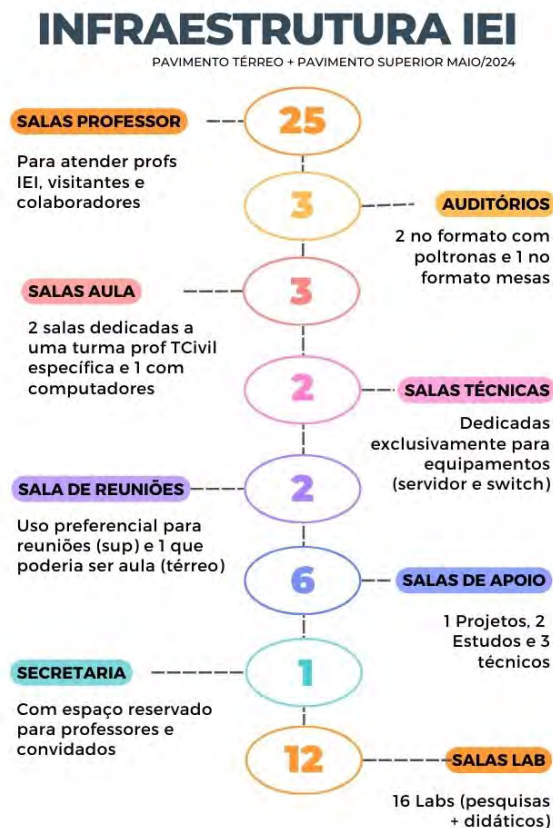 INFRAESTRUTURA IEI
PAVIMENTO TÉRREO + PAVIMENTO SUPERIOR MAIO/2024
SALAS PROFESSOR
25
Para atender profs
IEI, visitantes e
colaboradores
3
AUDITÓRIOS
2 no formato com
poltronas e 1 no
formato mesas
SALAS AULA
3
2 salas dedicadas a
uma turma prof TCivil
específica e 1 com
computadores
2
SALAS TÉCNICAS
Dedicadas
exclusivamente para
equipamentos
(servidor e switch)
SALA DE REUNIÕES
2
Uso preferencial para
reuniões (sup) e 1 que
poderia ser aula (térreo)
6
SALAS DE APOIO
1 Projetos, 2
Estudos e 3
técnicos
SECRETARIA
1
Com espaço reservado
para professores e
convidados
12
SALAS LAB
16 Labs (pesquisas
+ didáticos)